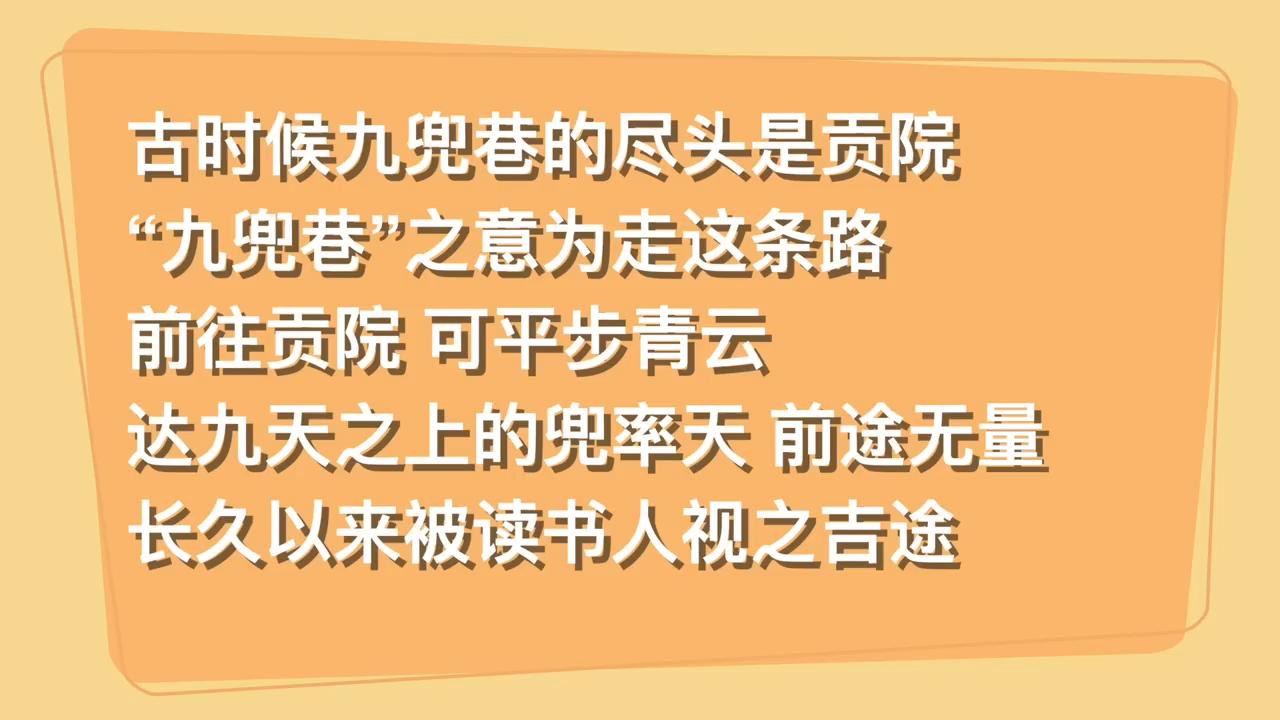 古时候九兜巷的尽头是贡院
“九兜巷”之意为走这条路
前往贡院 可平步青云
达九天之上的兜率天 前途无量
长久以来被读书人视之吉途